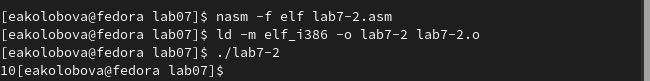 [eakolobova@fedora lab07]$ nasm -f elf lab7-2.asm
[eakolobova@fedora lab07]$ ld -m elf_i386 -o lab7-2 lab7-2.o
[eakolobova@fedora lab07]$ ./lab7-2
10[eakolobova@fedora lab07]$